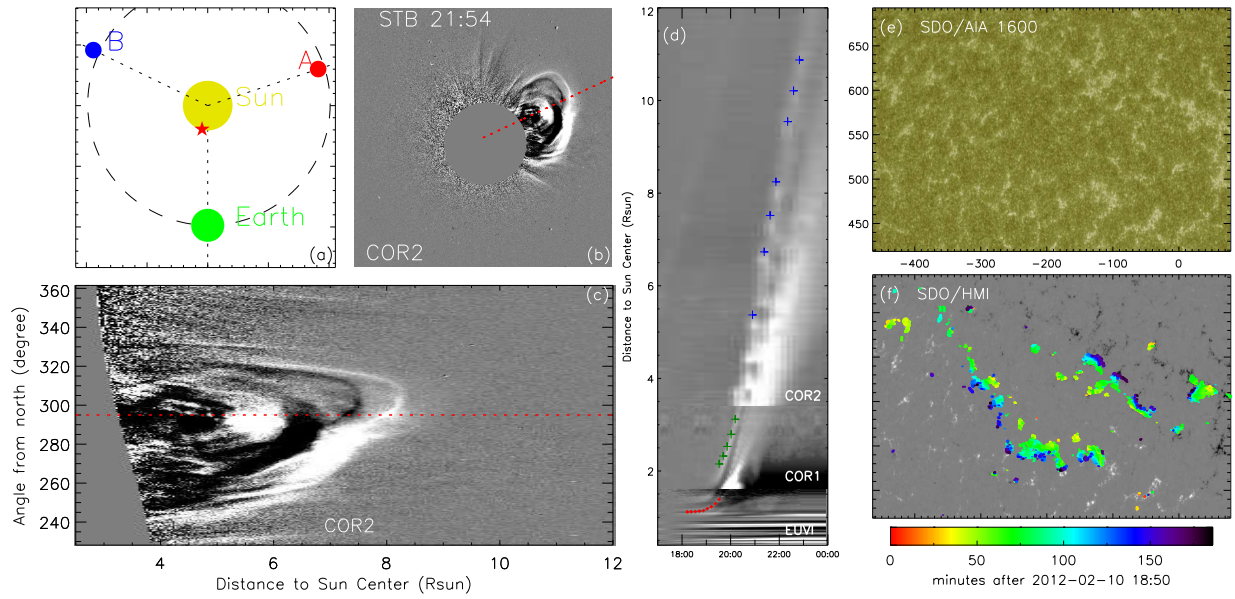 B
A
Sun
Earth
(a)
STB 21:54
COR2
(b)
(c)
360
340
320
300
280
260
240
Angle from north (degree)
COR2
4
6
8
10
12
Distance to Sun Center (Rsun)
(d)
12
10
8
6
4
2
Distance to Sun Center (Rsun)
COR2
COR1
EUVI
18:00
20:00
22:00
00:00
(e) SDO/AIA 1600
650
600
550
500
450
-400
-300
-200
-100
0
(f) SDO/HMI
0
50
100
150
minutes after 2012-02-10 18:50